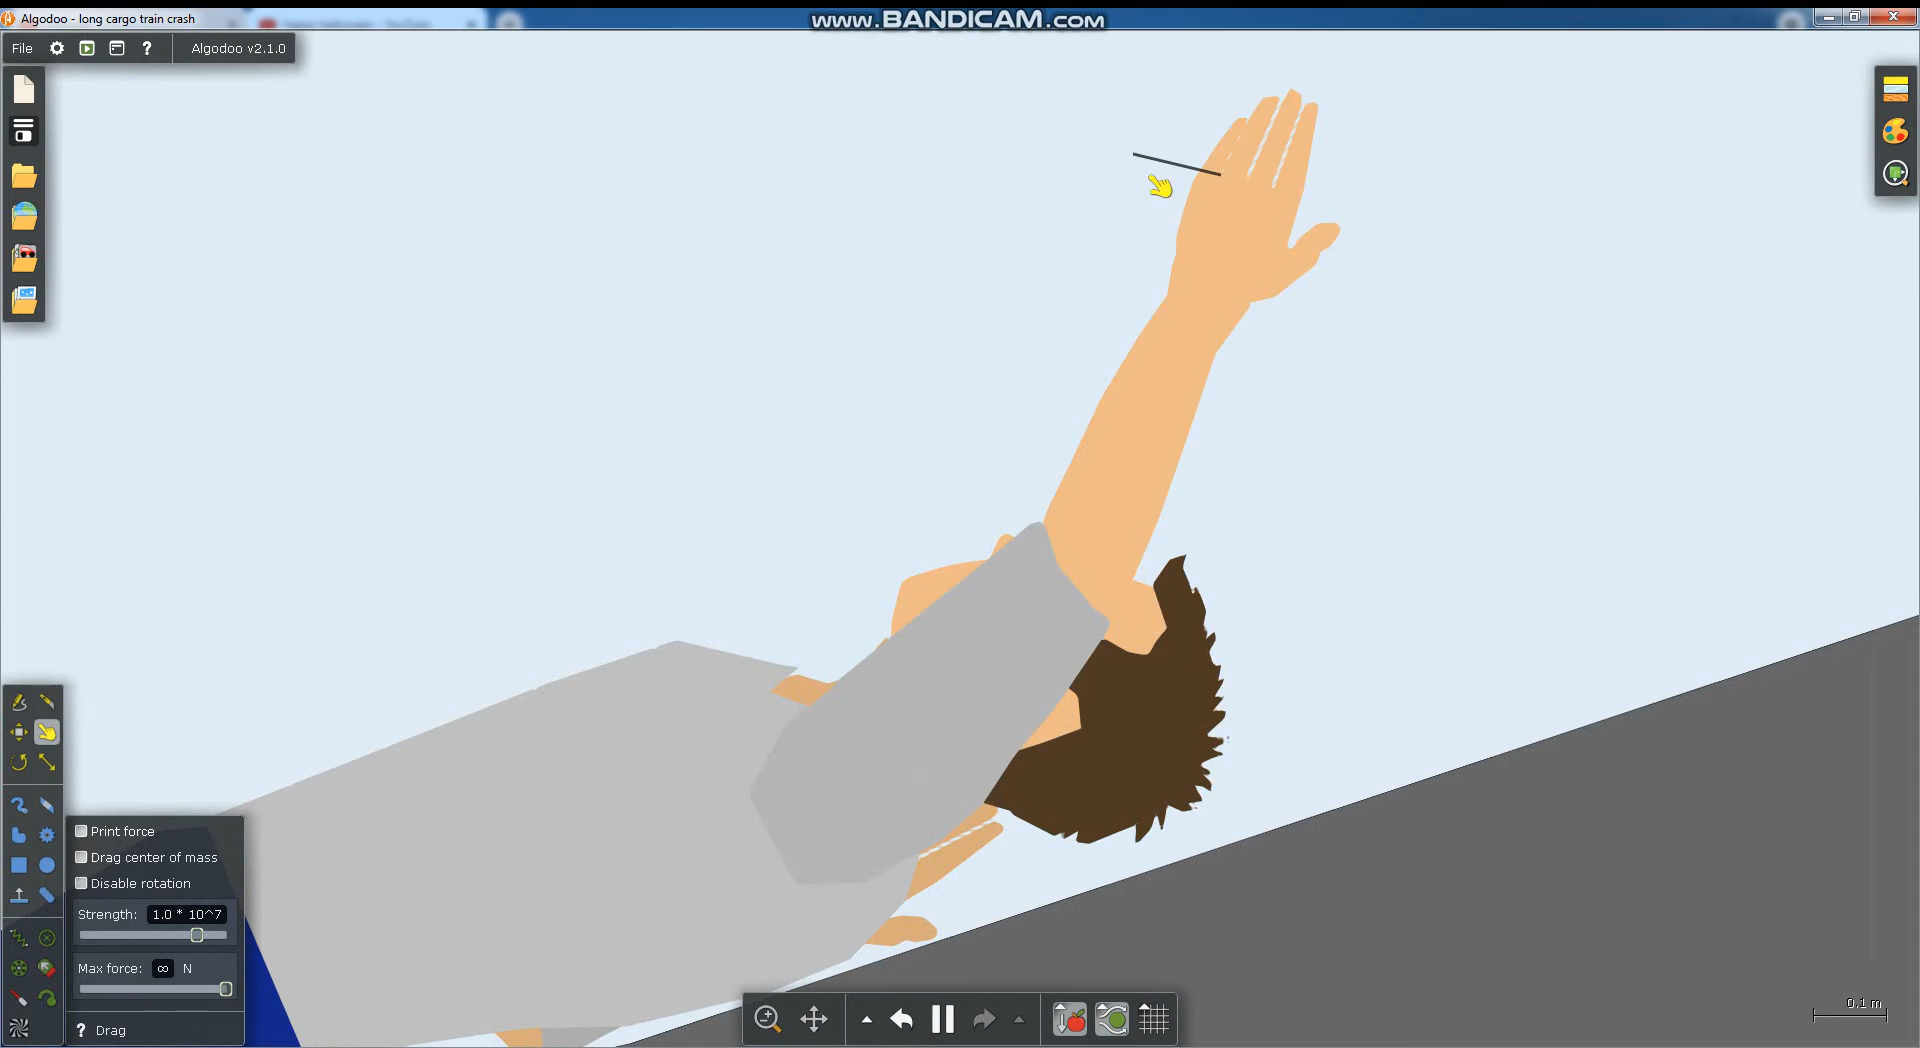 Algodoo - long cargo train crash
www.BANDICAM.com
File
?
Algodoo v2.1.0
Print force
Drag center of mass
Disable rotation
Strength: 1.0 * 10^7
Max force: ∞ N
? Drag
0.1 m